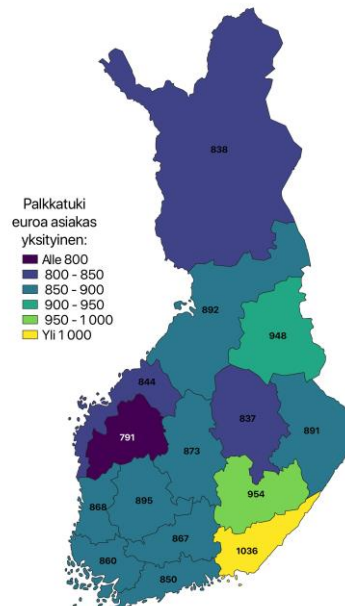 838
Palkkatuki
euroa asiakas
yksityinen:
Alle 800
800 - 850
850 - 900
900 - 950
950 - 1 000
Yli 1 000
892
948
844
837
791
873
891
868
895
954
867
860
1036
850